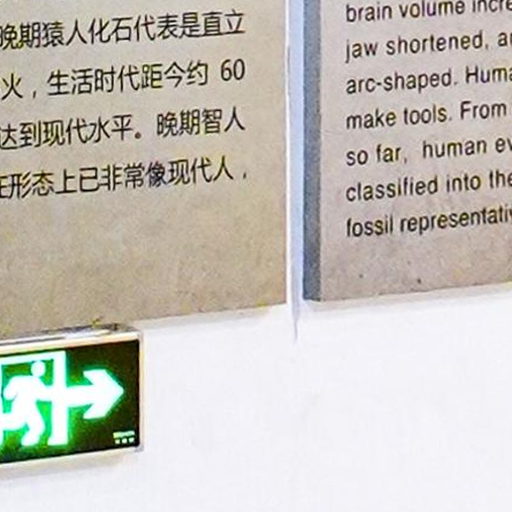 晚期猿人化石代表是直立
火，生活时代距今约 60
达到现代水平。晚期智人
在形态上已非常像现代人，
brain volume incre
jaw shortened, a
arc-shaped. Huma
make tools. From
so far, human ev
classified into the
fossil representativ